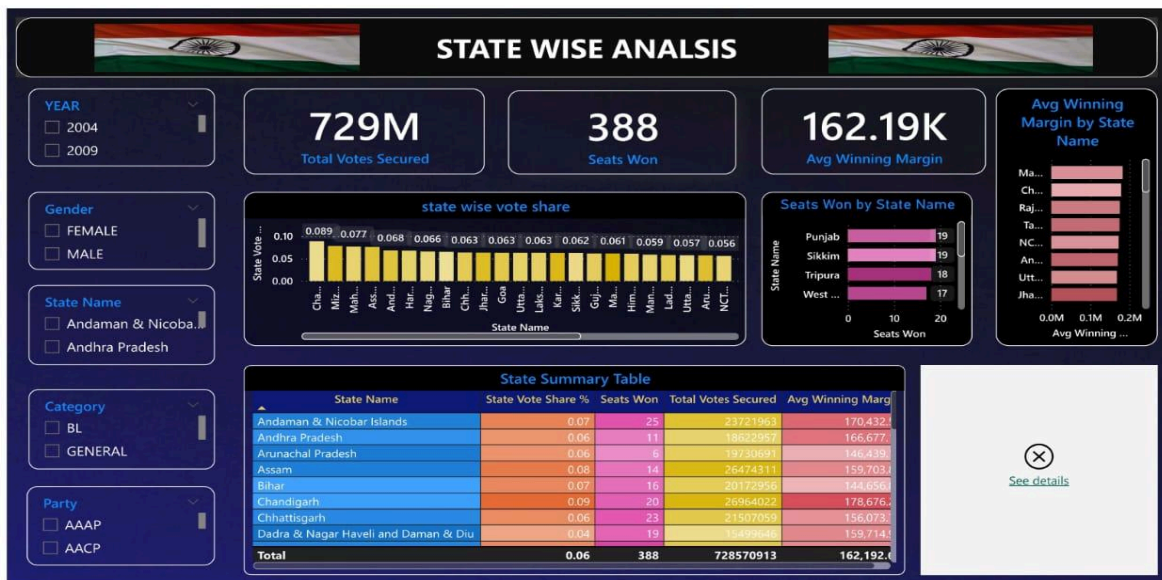 STATE WISE ANALSIS
YEAR
2004
2009
729M
Total Votes Secured
388
Seats Won
162.19K
Avg Winning Margin
Avg Winning
Margin by State
Name
Ma...
Ch...
Raj...
Ta...
NC...
An...
Utt...
Jha...
0.0M 0.1M 0.2M
Avg Winning ...
Gender
FEMALE
MALE
state wise vote share
State Vote ...
0.10
0.05
0.00
0.089 0.077 0.068 0.066 0.063 0.063 0.063 0.062 0.061 0.059 0.057 0.056
Cha... Miz... Mah... Ass... And... Har... Nag... Bihar Chh... Jhar... Goa Utta... Laks... Kar... Sikk... Guj... Ma... Him... Man... Lad... Utta... Aru... NCT...
State Name
Seats Won by State Name
State Name
Punjab 19
Sikkim 19
Tripura 18
West ... 17
0 10 20
Seats Won
State Name
Andaman & Nicoba...
Andhra Pradesh
Category
BL
GENERAL
Party
AAAP
AACP
State Summary Table
State Name State Vote Share % Seats Won Total Votes Secured Avg Winning Marg
Andaman & Nicobar Islands 0.07 25 23721963 170,432.
Andhra Pradesh 0.06 11 18622957 166,677.
Arunachal Pradesh 0.06 6 19730691 146,439.
Assam 0.08 14 26474311 159,703.
Bihar 0.07 16 20172956 144,656.
Chandigarh 0.09 20 26964022 178,676.
Chhattisgarh 0.06 23 21507059 156,073.
Dadra & Nagar Haveli and Daman & Diu 0.04 19 15499646 159,714.
Total 0.06 388 728570913 162,192.
See details